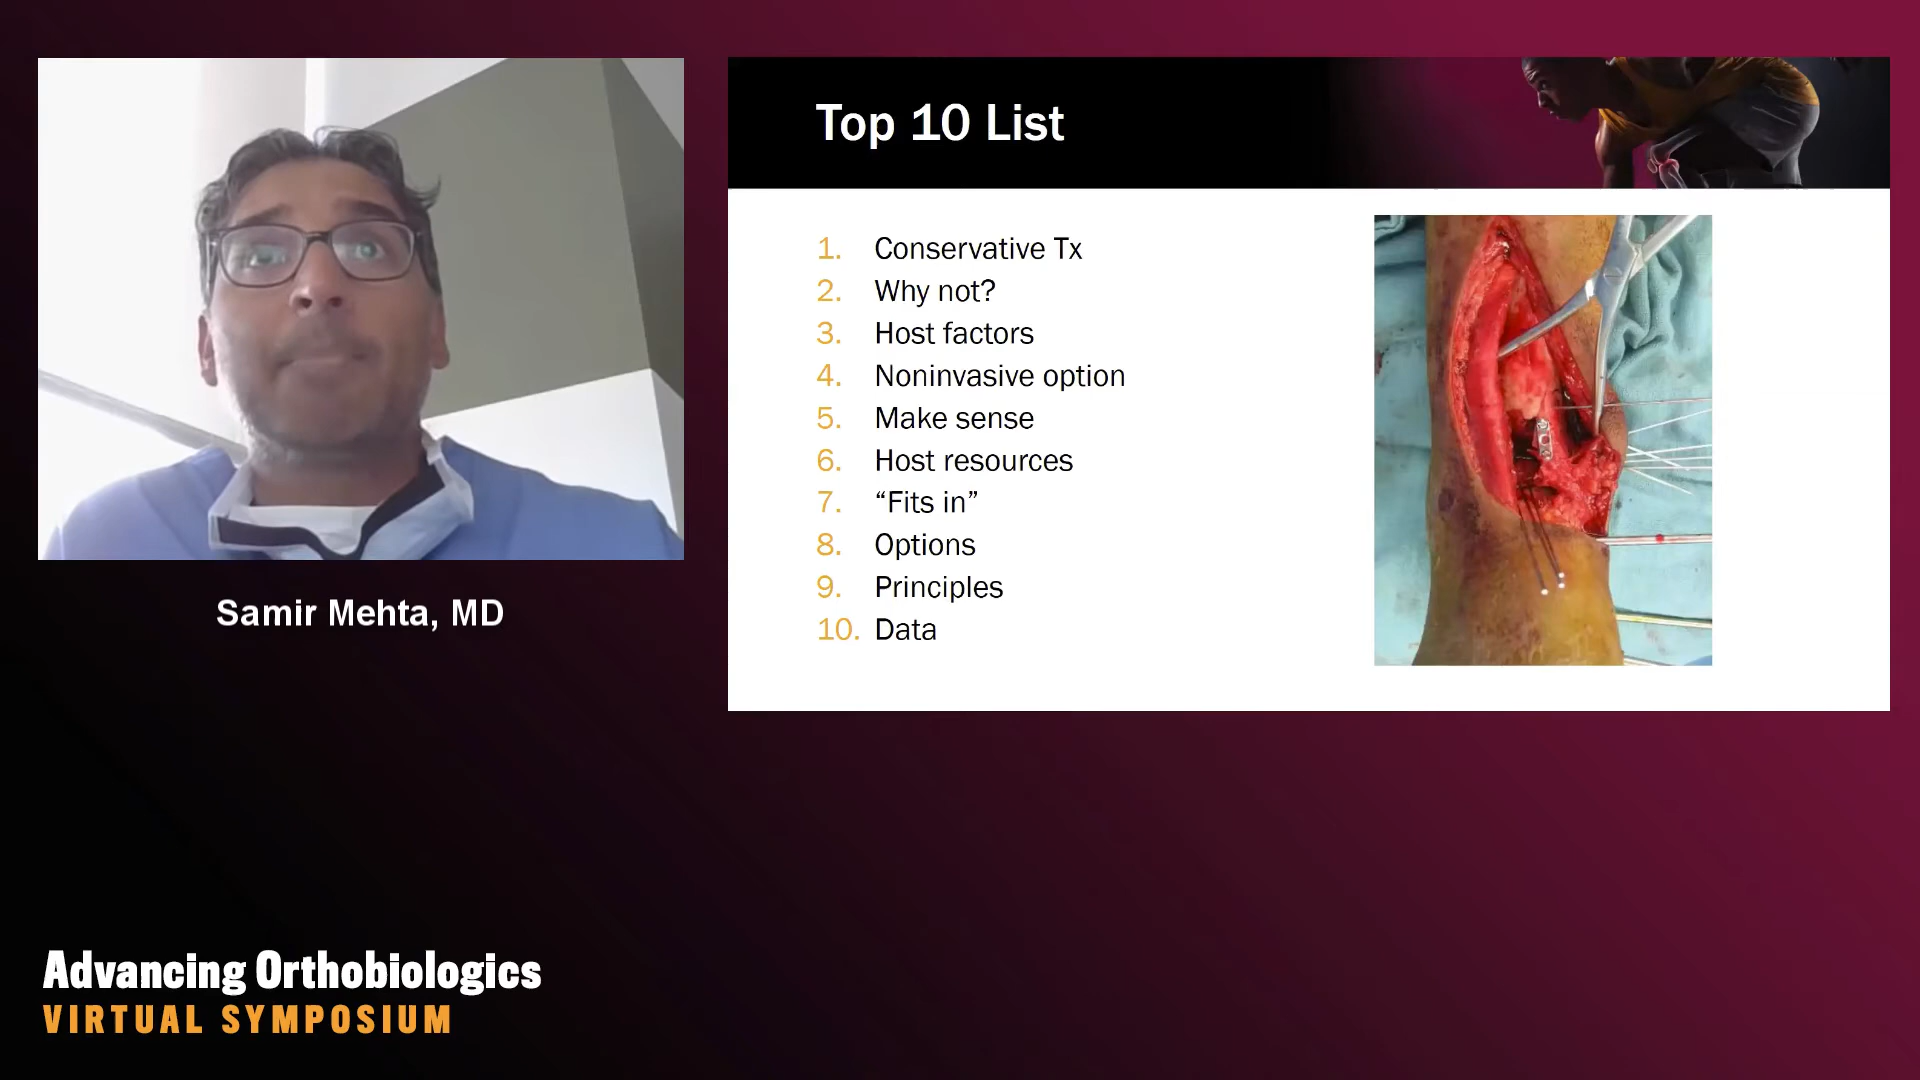 Top 10 List
1. Conservative Tx
2. Why not?
3. Host factors
4. Noninvasive option
5. Make sense
6. Host resources
7. “Fits in”
8. Options
9. Principles
10. Data
Samir Mehta, MD
Advancing Orthobiologics
VIRTUAL SYMPOSIUM